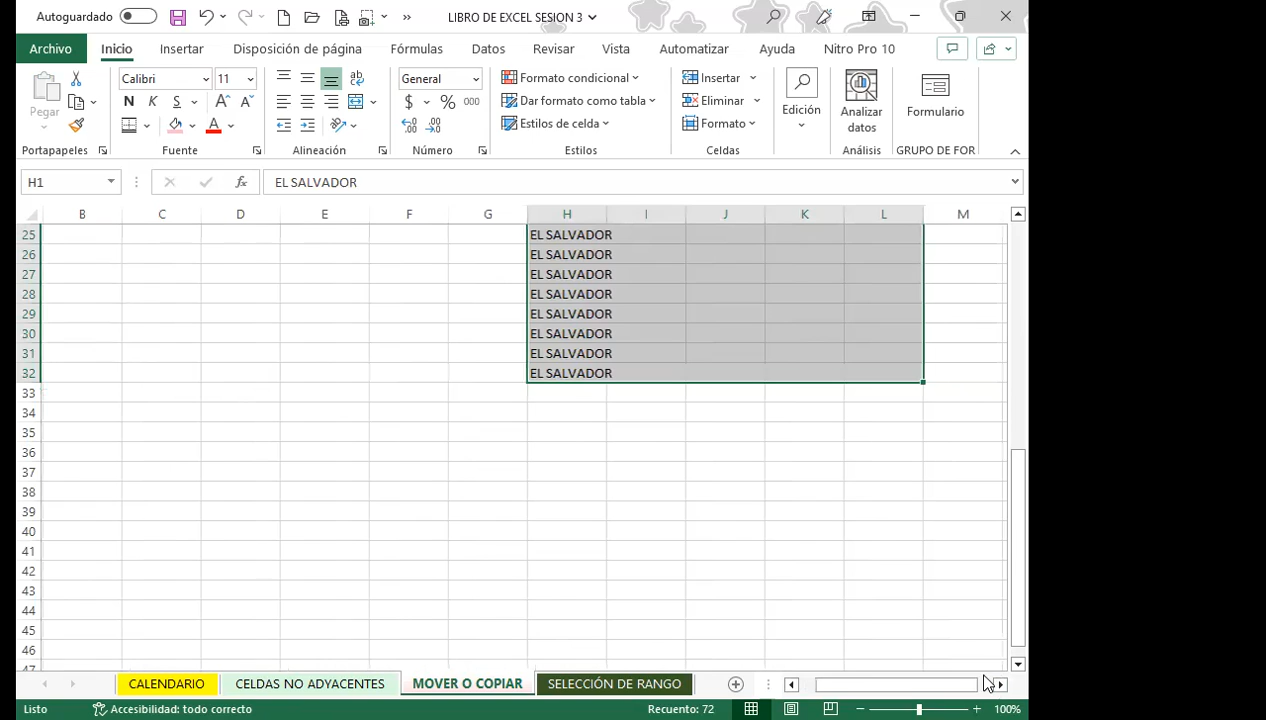 Autoguardado
LIBRO DE EXCEL SESION 3
Archivo Inicio Insertar Disposición de página Fórmulas Datos Revisar Vista Automatizar Ayuda Nitro Pro 10
Pegar
Calibri 11
N K S A A
A
General
$ % 000
Formato condicional
Dar formato como tabla
Estilos de celda
Insertar
Eliminar
Formato
Edición
Analizar
datos
Formulario
Portapapeles Fuente Alineación Número Estilos Celdas Análisis GRUPO DE FOR
H1 fx EL SALVADOR
B C D E F G H I J K L M
25 EL SALVADOR
26 EL SALVADOR
27 EL SALVADOR
28 EL SALVADOR
29 EL SALVADOR
30 EL SALVADOR
31 EL SALVADOR
32 EL SALVADOR
33
34
35
36
37
38
39
40
41
42
43
44
45
46
47
CALENDARIO CELDAS NO ADYACENTES MOVER O COPIAR SELECCIÓN DE RANGO
Listo Accesibilidad: todo correcto Recuento: 72 100%